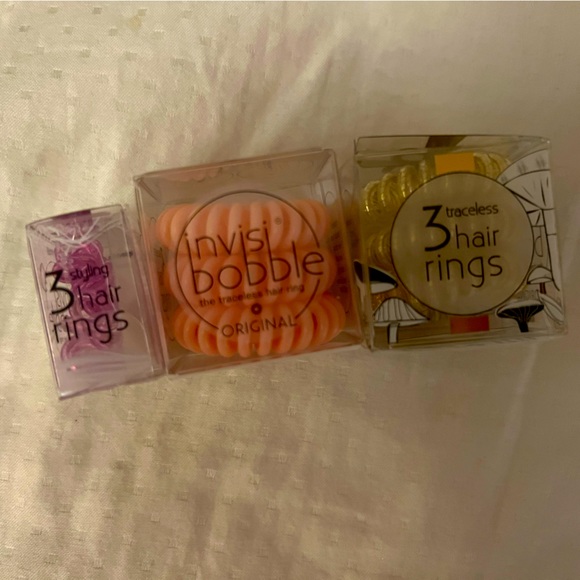 3 styling
hair
rings
invisi®
bobble
the traceless hair ring
ORIGINAL
3 traceless
hair
rings